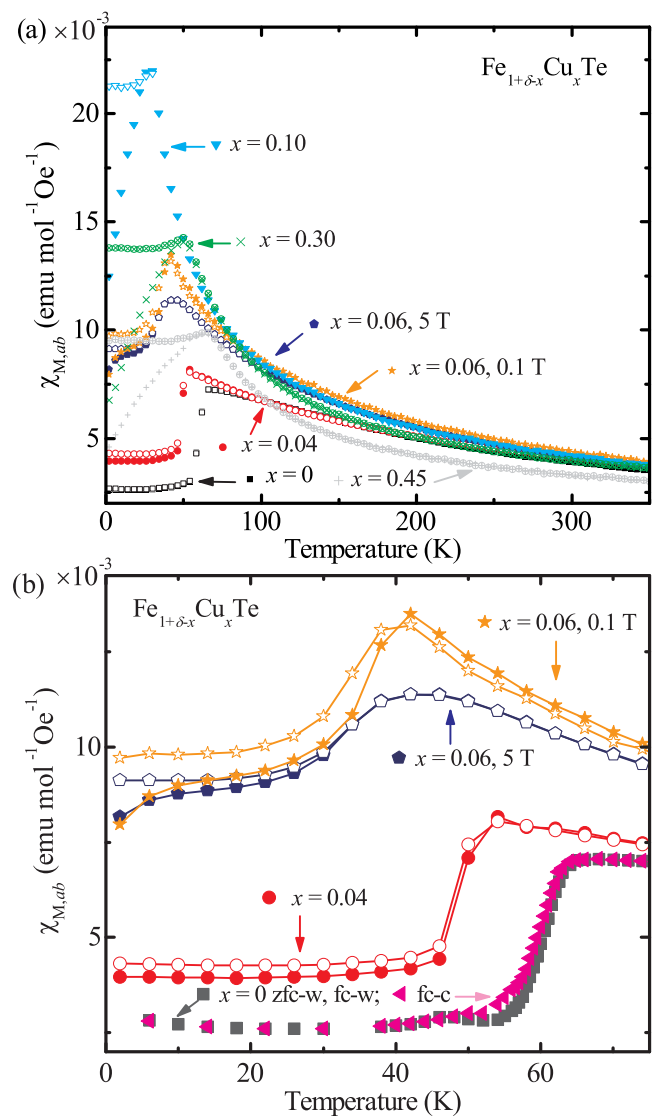 (a)
×10⁻³
Fe₁₊δ₋ₓCuₓTe
20
15
10
5
χM,ab (emu mol⁻¹Oe⁻¹)
x = 0.10
x = 0.30
x = 0.06, 5 T
x = 0.06, 0.1 T
x = 0.04
x = 0
x = 0.45
0 100 200 300
Temperature (K)
(b)
×10⁻³
Fe₁₊δ₋ₓCuₓTe
10
5
χM,ab (emu mol⁻¹Oe⁻¹)
x = 0.06, 0.1 T
x = 0.06, 5 T
x = 0.04
x = 0 zfc-w, fc-w; fc-c
0 20 40 60
Temperature (K)